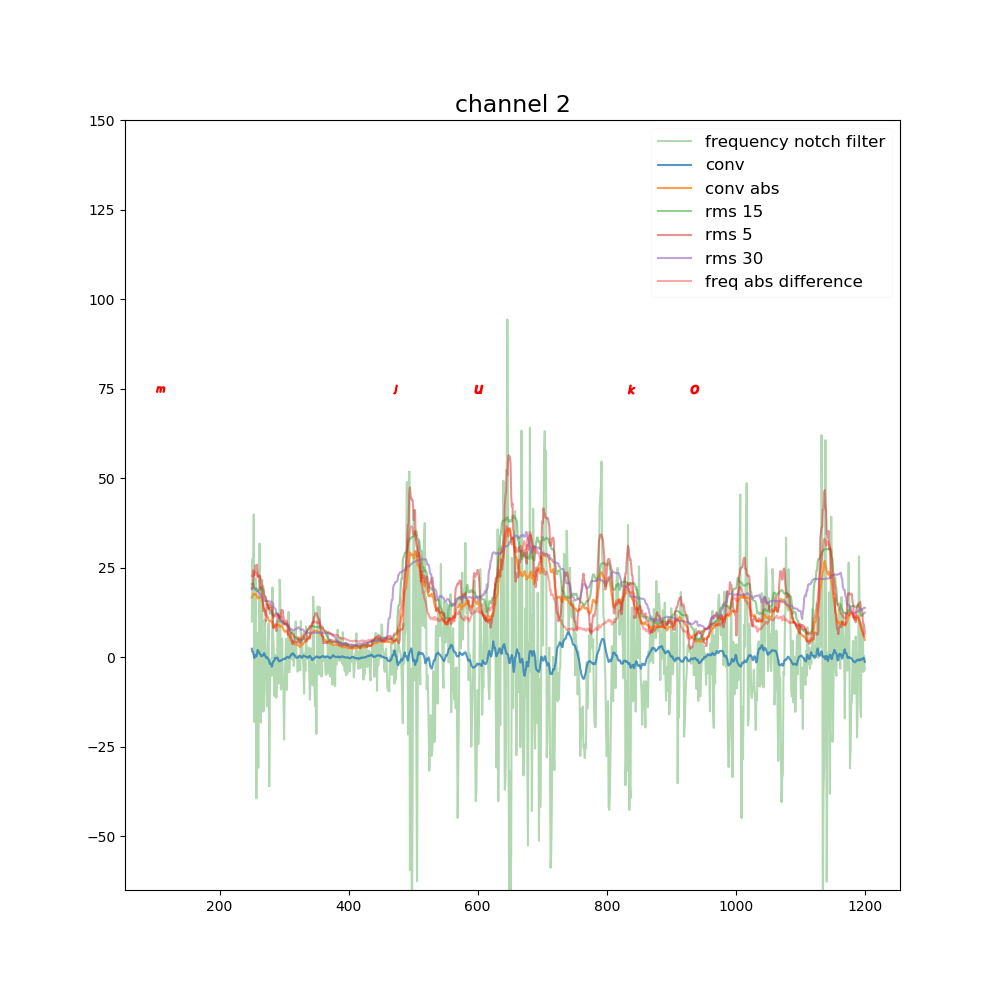 channel 2
150
125
100
75
50
25
0
−25
−50
frequency notch filter
conv
conv abs
rms 15
rms 5
rms 30
freq abs difference
m J u k o
200 400 600 800 1000 1200